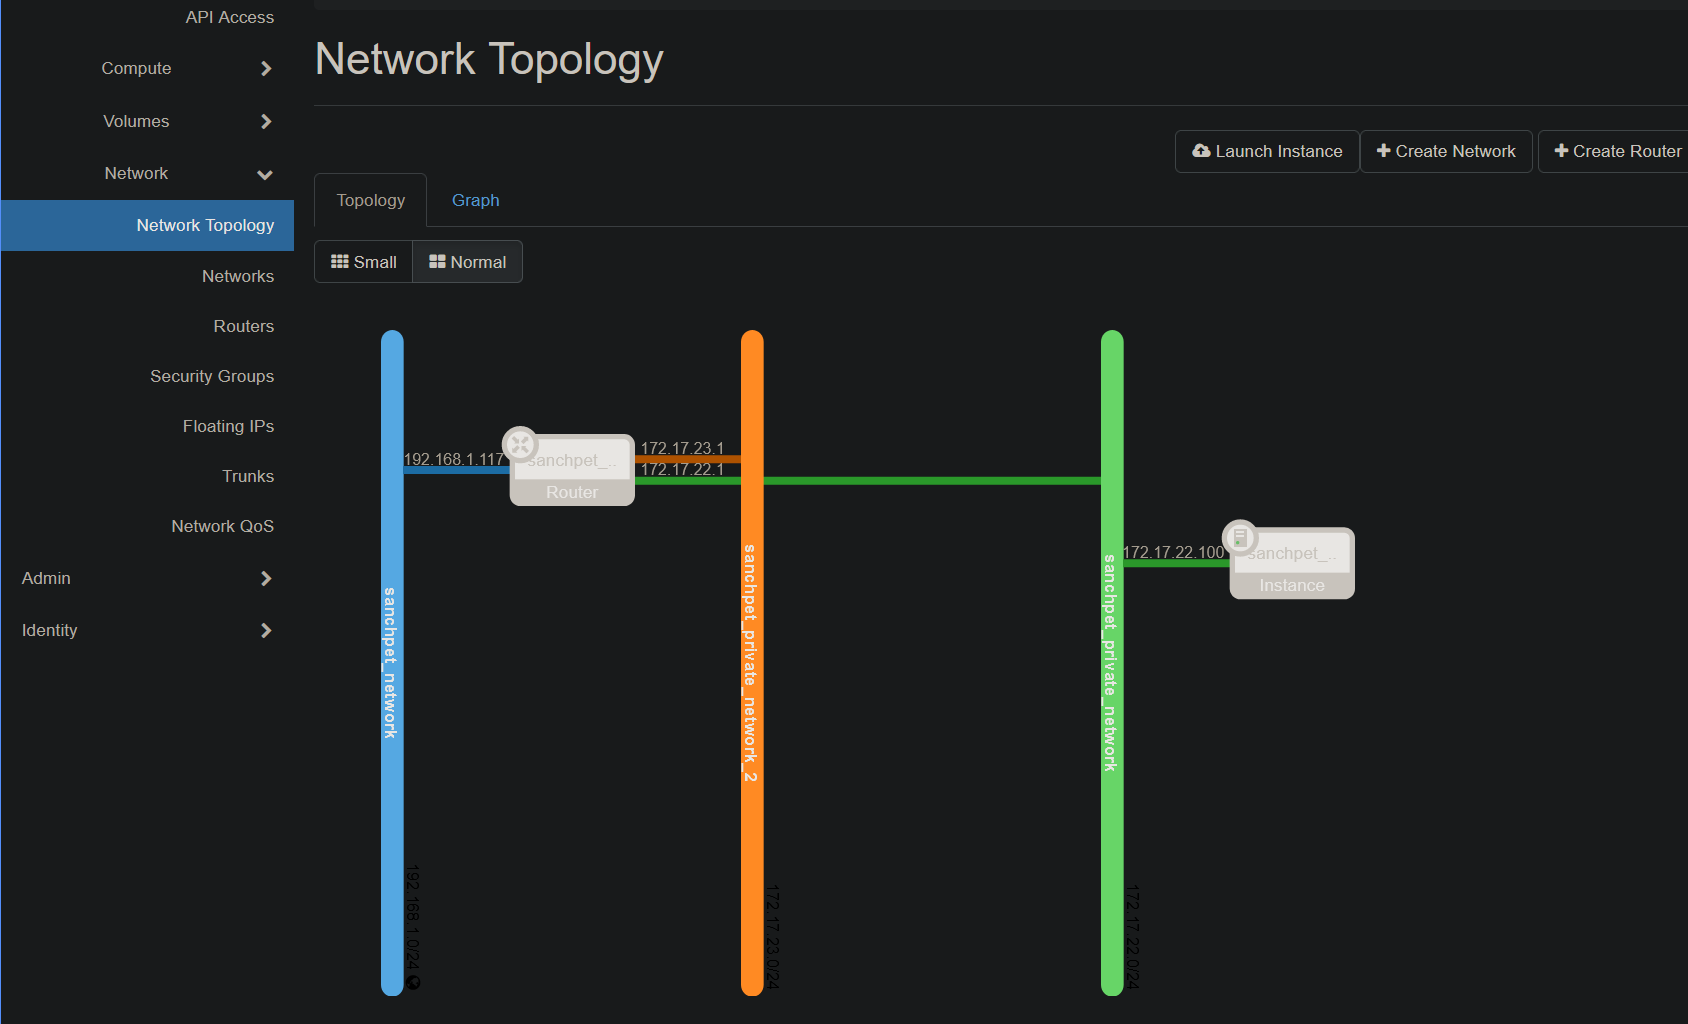 API Access
Compute
Volumes
Network
Network Topology
Networks
Routers
Security Groups
Floating IPs
Trunks
Network QoS
Admin
Identity
Network Topology
Launch Instance
Create Network
Create Router
Topology
Graph
Small
Normal
sanchpet_network
192.168.1.0/24
192.168.1.117
sanchpet_..
Router
172.17.23.1
172.17.22.1
sanchpet_private_network_2
172.17.23.0/24
sanchpet_private_network
172.17.22.0/24
172.17.22.100
sanchpet_..
Instance